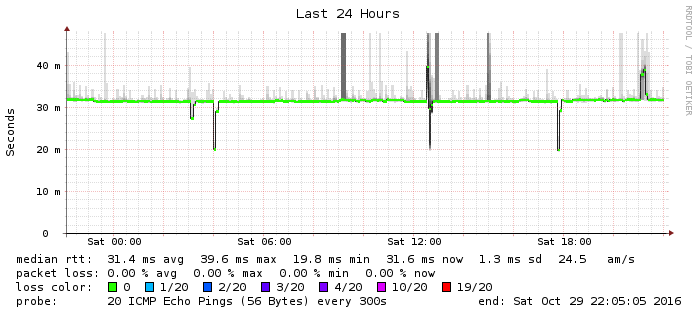 Last 24 Hours
RRDTOOL / TOBI OETIKER
Seconds
40 m
30 m
20 m
10 m
0
Sat 00:00 Sat 06:00 Sat 12:00 Sat 18:00
median rtt: 31.4 ms avg 39.6 ms max 19.8 ms min 31.6 ms now 1.3 ms sd 24.5 am/s
packet loss: 0.00 % avg 0.00 % max 0.00 % min 0.00 % now
loss color: 0 1/20 2/20 3/20 4/20 10/20 19/20
probe: 20 ICMP Echo Pings (56 Bytes) every 300s end: Sat Oct 29 22:05:05 2016